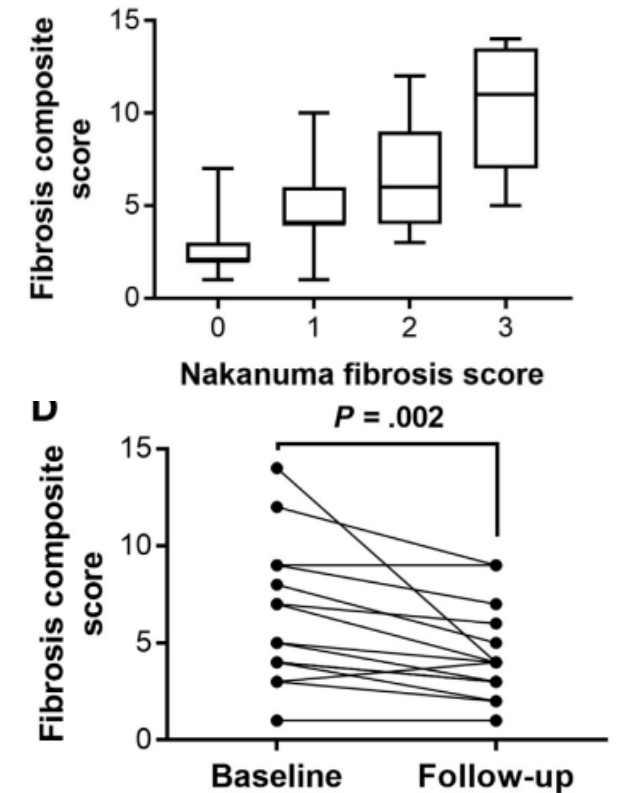 Fibrosis composite
score
15
10
5
0
0 1 2 3
Nakanuma fibrosis score
D
P = .002
Fibrosis composite
score
15
10
5
0
Baseline Follow-up